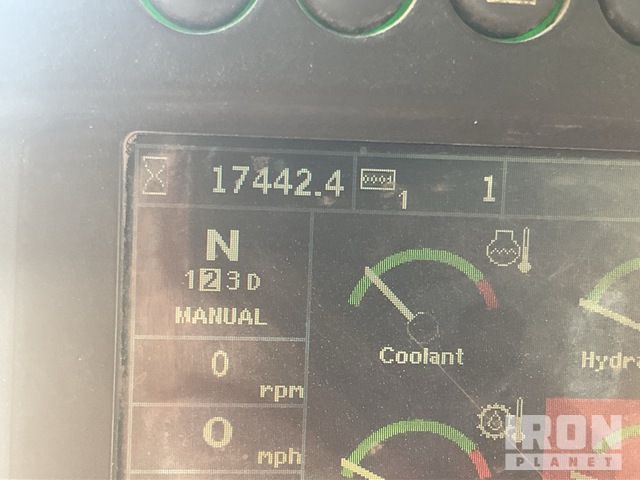 17442.4
1 1
N
1 2 3 D
MANUAL
0
rpm
0
mph
Coolant
Hydra
IRON
PLANET